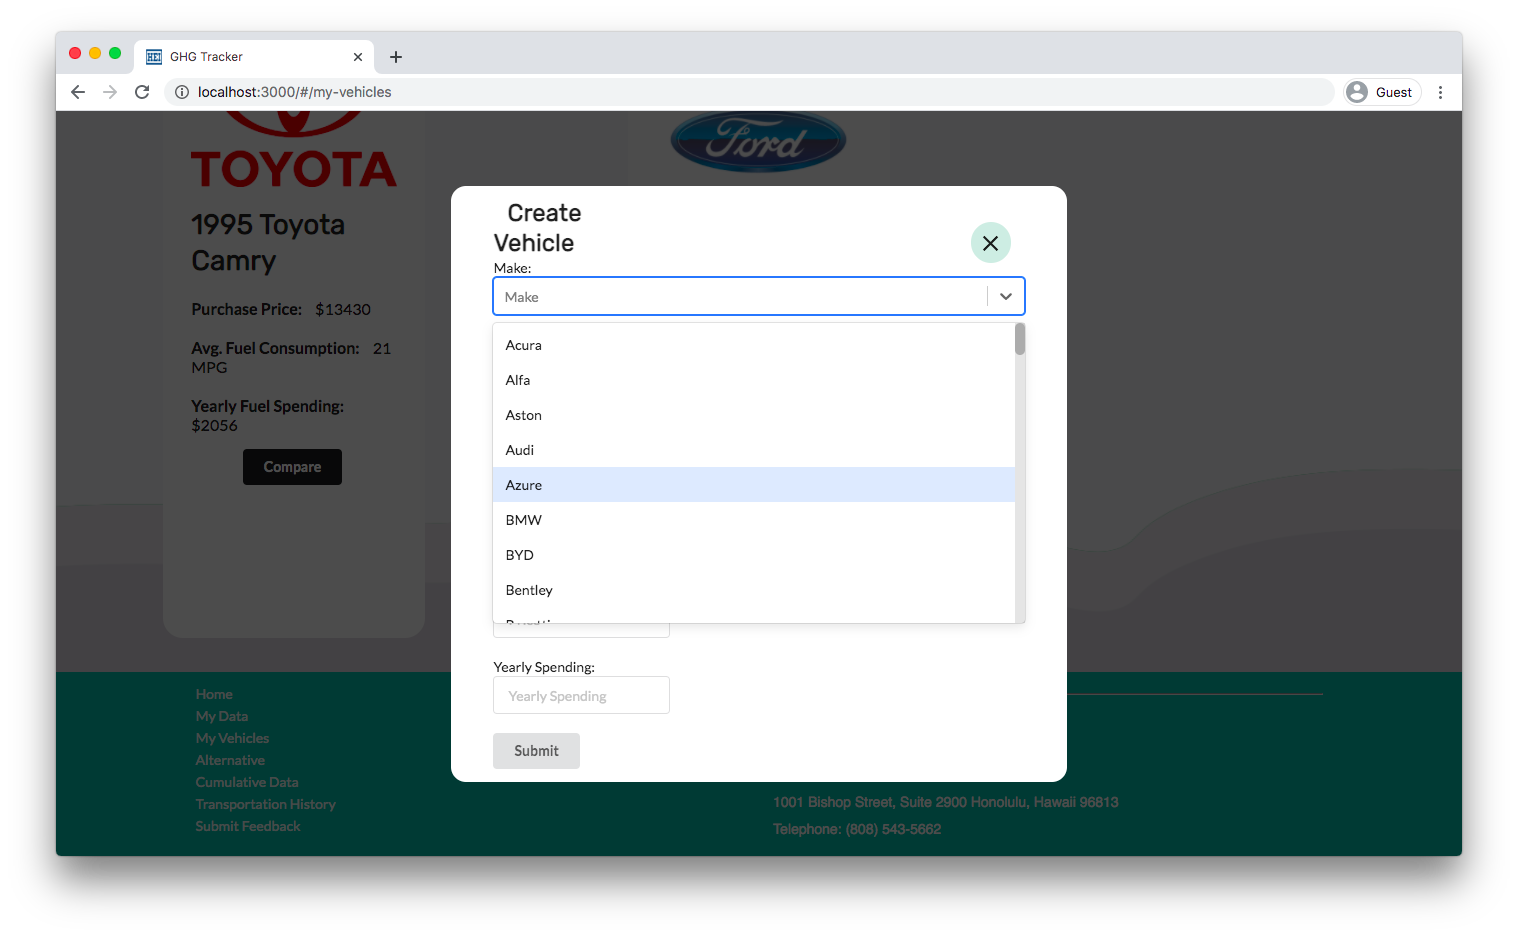 GHG Tracker
localhost:3000/#/my-vehicles
Guest
TOYOTA
1995 Toyota
Camry
Purchase Price: $13430
Avg. Fuel Consumption: 21
MPG
Yearly Fuel Spending:
$2056
Compare
Ford
Create
Vehicle
Make:
Make
Acura
Alfa
Aston
Audi
Azure
BMW
BYD
Bentley
Yearly Spending:
Yearly Spending
Submit
Home
My Data
My Vehicles
Alternative
Cumulative Data
Transportation History
Submit Feedback
1001 Bishop Street, Suite 2900 Honolulu, Hawaii 96813
Telephone: (808) 543-5662